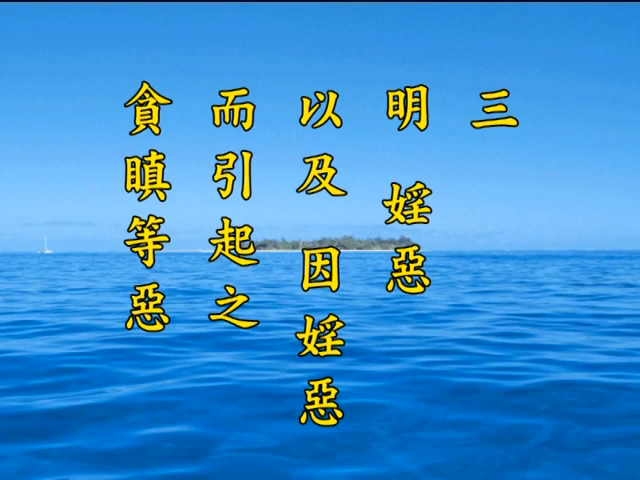 三
明 婬惡
以及 因婬惡
而引起之
貪瞋等惡